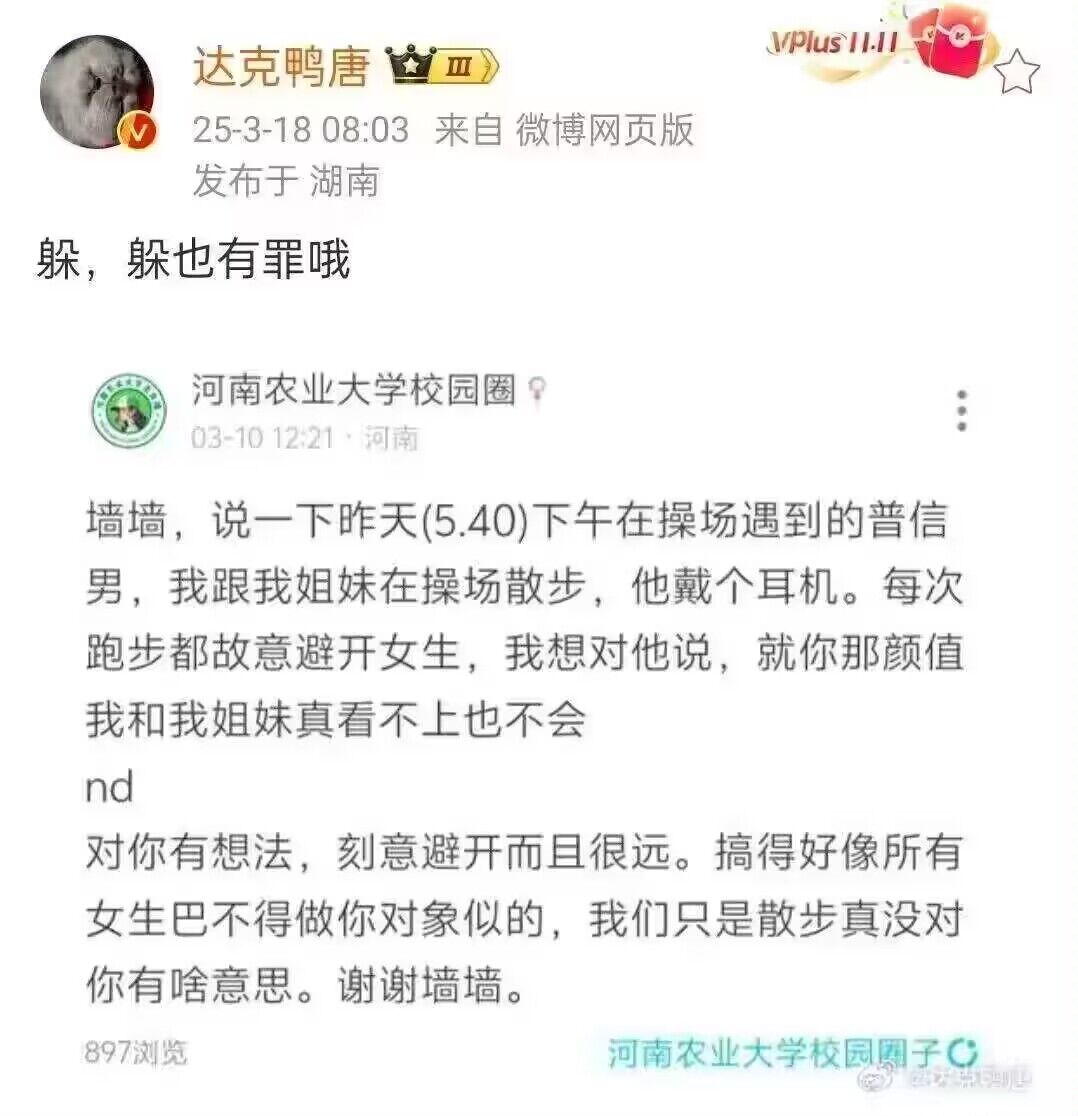 达克鸭唐
III
VPlus 11.11
25-3-18 08:03 来自 微博网页版
发布于 湖南
躲，躲也有罪哦
河南农业大学校园圈
03-10 12:21 · 河南
墙墙，说一下昨天(5.40)下午在操场遇到的普信
男，我跟我姐妹在操场散步，他戴个耳机。每次
跑步都故意避开女生，我想对他说，就你那颜值
我和我姐妹真看不上也不会
nd
对你有想法，刻意避开而且很远。搞得好像所有
女生巴不得做你对象似的，我们只是散步真没对
你有啥意思。谢谢墙墙。
897浏览
河南农业大学校园圈子